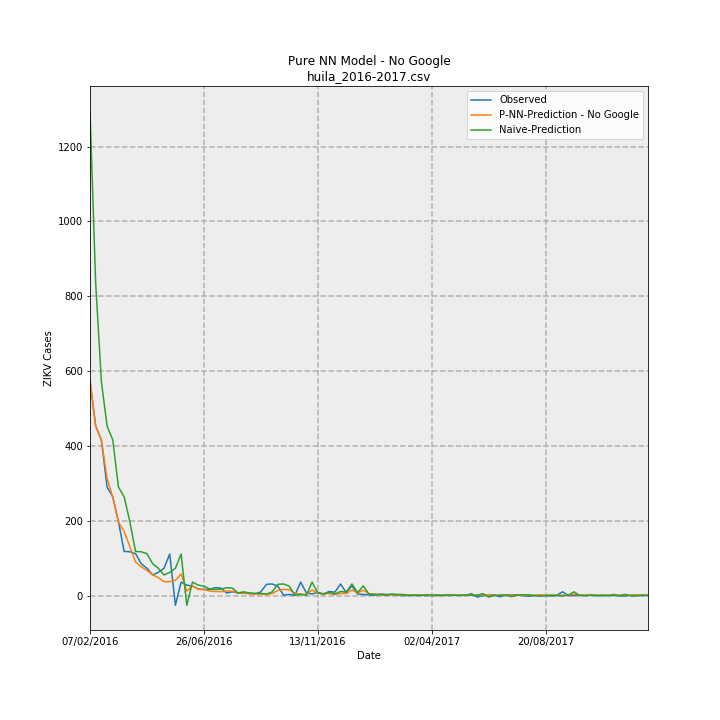 Pure NN Model - No Google
huila_2016-2017.csv
Observed
P-NN-Prediction - No Google
Naive-Prediction
1200
1000
800
600
400
200
0
ZIKV Cases
07/02/2016
26/06/2016
13/11/2016
02/04/2017
20/08/2017
Date